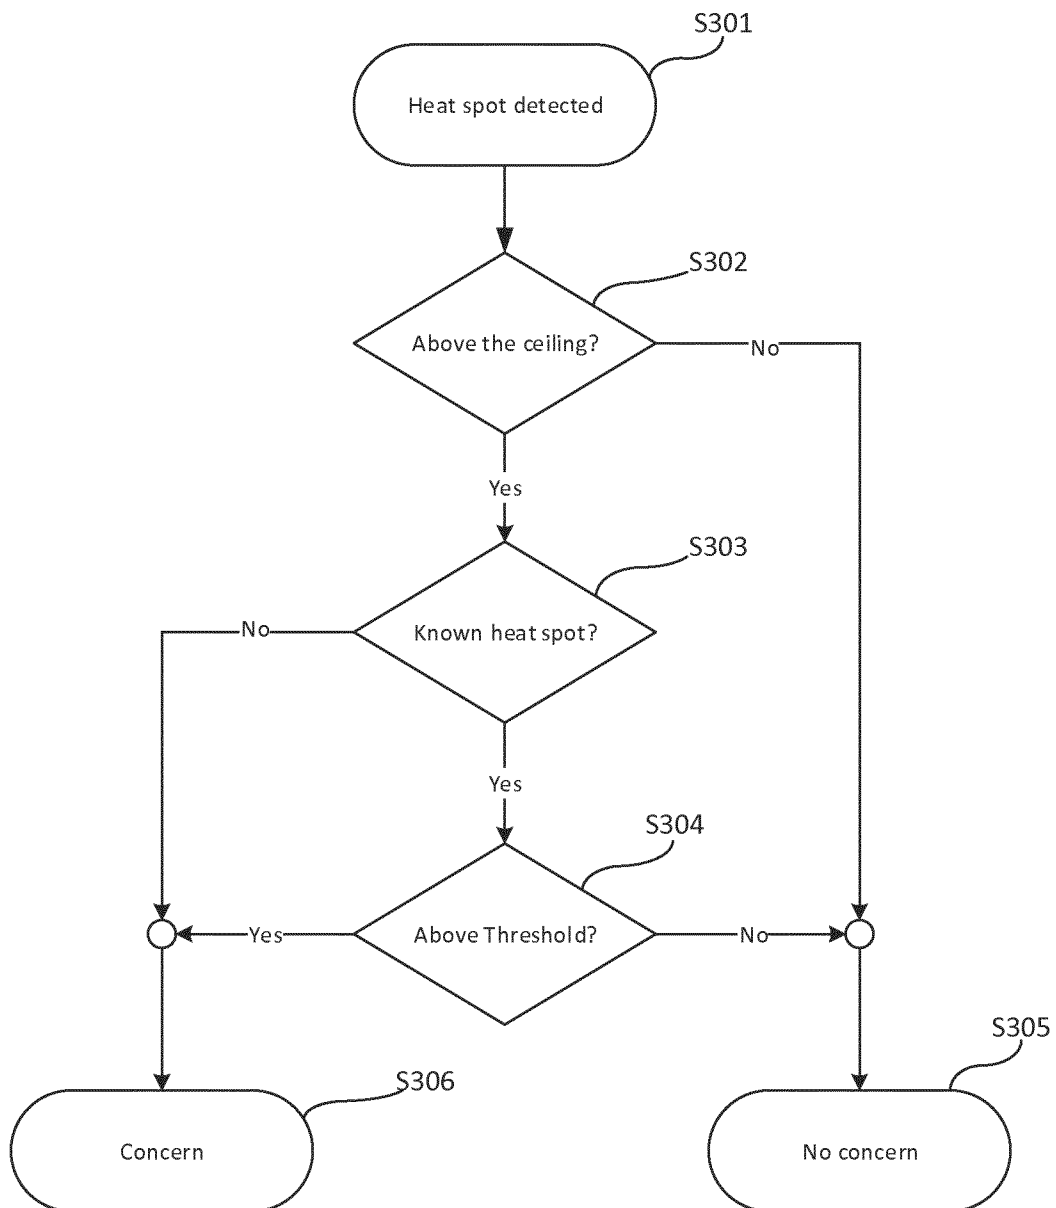 S301
Heat spot detected
S302
Above the ceiling?
No
Yes
S303
Known heat spot?
No
Yes
S304
Above Threshold?
Yes
No
S305
S306
Concern
No concern